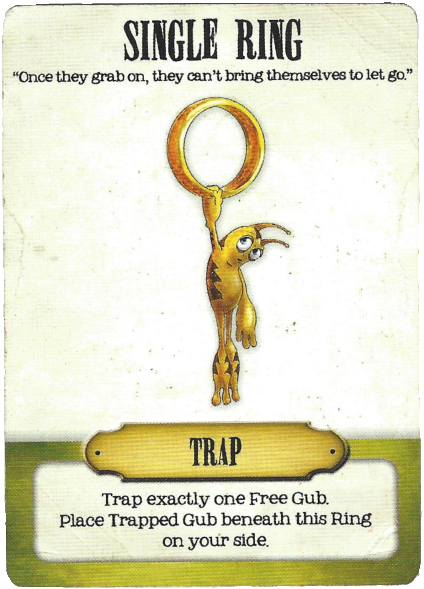 SINGLE RING
“Once they grab on, they can’t bring themselves to let go.”
TRAP
Trap exactly one Free Gub.
Place Trapped Gub beneath this Ring
on your side.